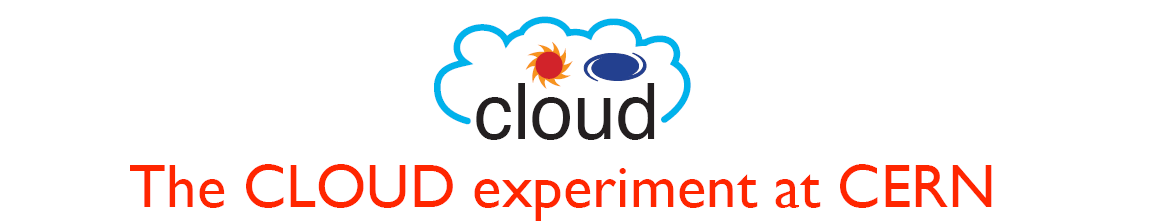 cloud
The CLOUD experiment at CERN